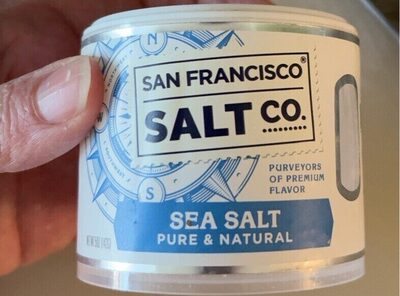 N
SAN FRANCISCO®
SALT CO.
PURVEYORS
OF PREMIUM
FLAVOR
S
SEA SALT
PURE & NATURAL